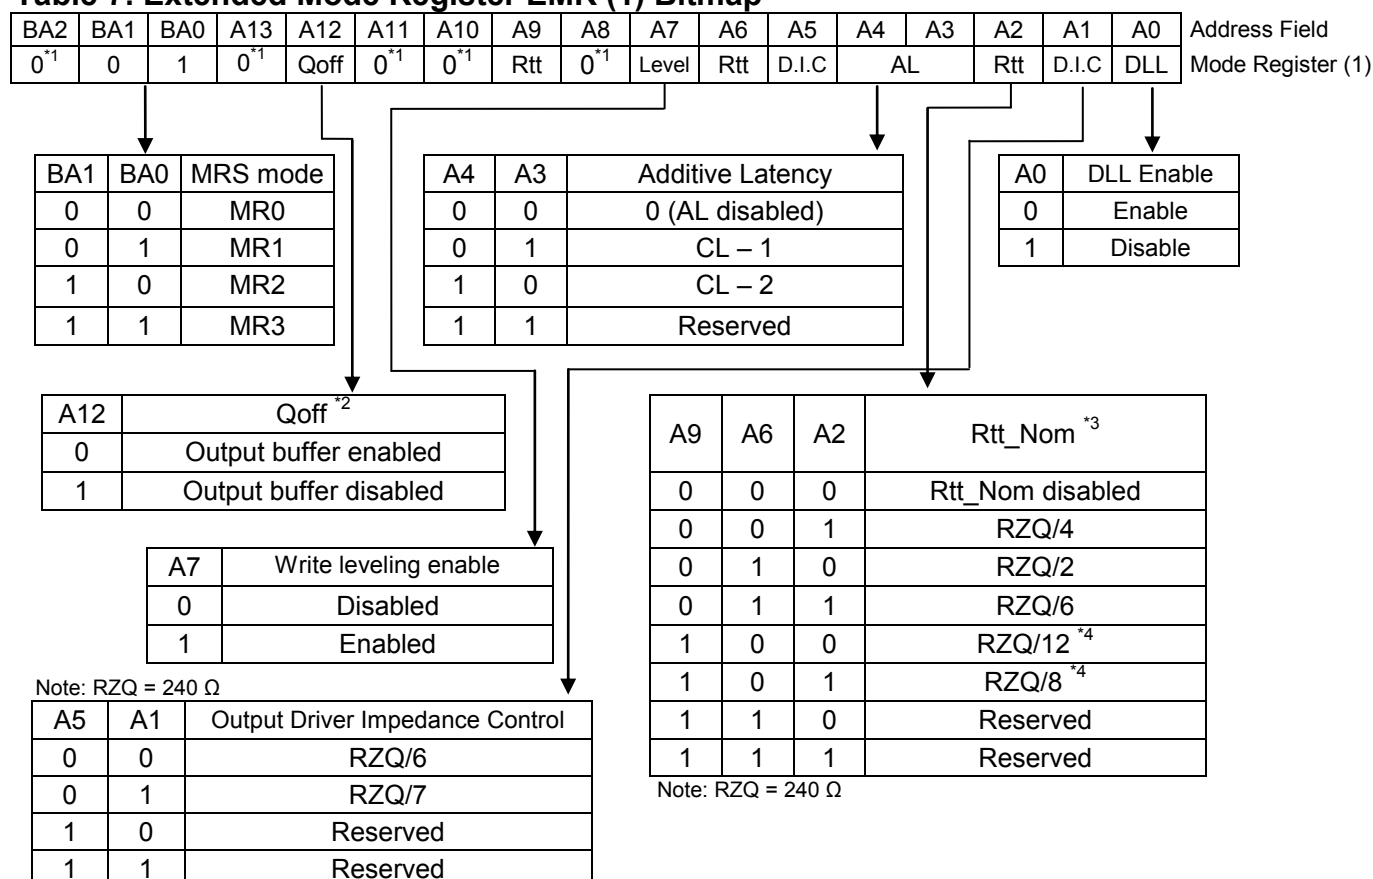 Table 7. Extended Mode Register EMR (1) Bitmap
BA2 BA1 BA0 A13 A12 A11 A10 A9 A8 A7 A6 A5 A4 A3 A2 A1 A0 Address Field
0*1 0 1 0*1 Qoff 0*1 0*1 Rtt 0*1 Level Rtt D.I.C AL Rtt D.I.C DLL Mode Register (1)
BA1 BA0 MRS mode
0 0 MR0
0 1 MR1
1 0 MR2
1 1 MR3
A4 A3 Additive Latency
0 0 0 (AL disabled)
0 1 CL – 1
1 0 CL – 2
1 1 Reserved
A0 DLL Enable
0 Enable
1 Disable
A12 Qoff *2
0 Output buffer enabled
1 Output buffer disabled
A9 A6 A2 Rtt_Nom *3
0 0 0 Rtt_Nom disabled
0 0 1 RZQ/4
0 1 0 RZQ/2
0 1 1 RZQ/6
1 0 0 RZQ/12 *4
1 0 1 RZQ/8 *4
1 1 0 Reserved
1 1 1 Reserved
Note: RZQ = 240 Ω
A7 Write leveling enable
0 Disabled
1 Enabled
Note: RZQ = 240 Ω
A5 A1 Output Driver Impedance Control
0 0 RZQ/6
0 1 RZQ/7
1 0 Reserved
1 1 Reserved